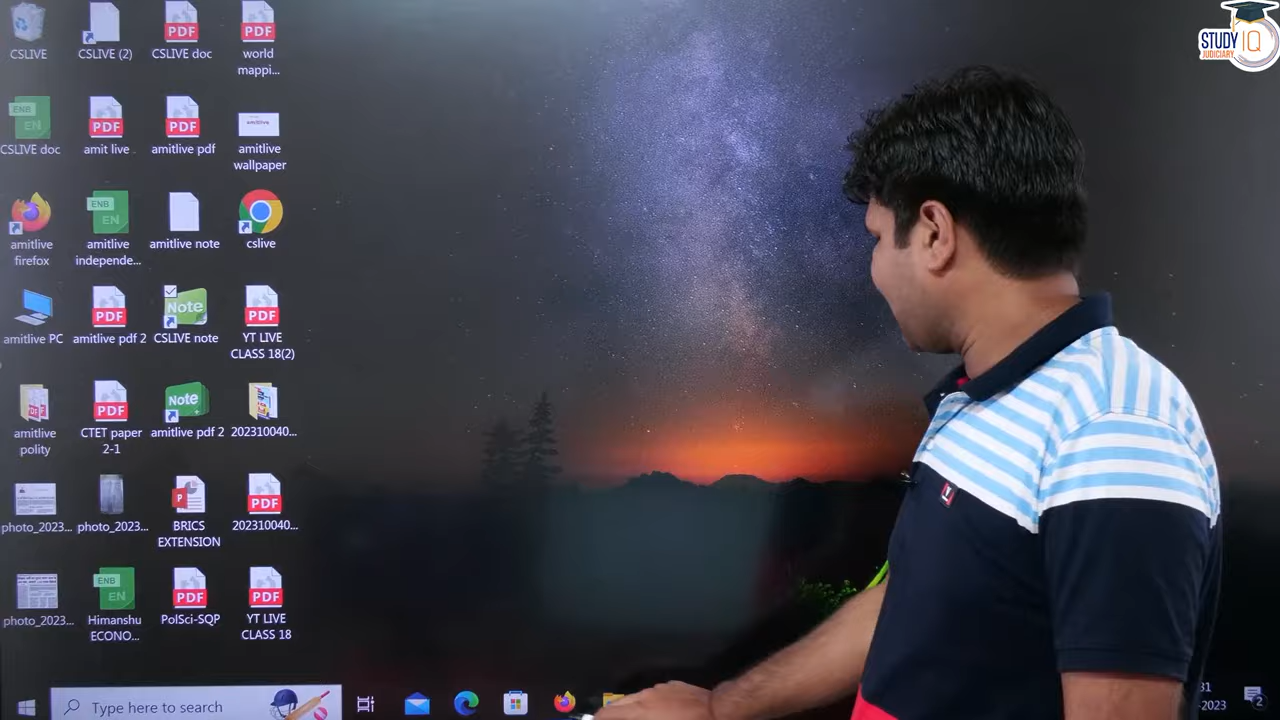 STUDY IQ
JUDICIARY
CSLIVE
CSLIVE (2)
PDF
CSLIVE doc
PDF
world
mappi...
ENB
EN
CSLIVE doc
PDF
amit live
PDF
amitlive pdf
amitlive
amitlive
wallpaper
amitlive
firefox
ENB
EN
amitlive
independe...
amitlive note
cslive
amitlive PC
PDF
amitlive pdf 2
Note
CSLIVE note
PDF
YT LIVE
CLASS 18(2)
amitlive
polity
PDF
CTET paper
2-1
Note
amitlive pdf 2
202310040...
photo_2023...
photo_2023...
BRICS
EXTENSION
PDF
202310040...
photo_2023...
ENB
EN
Himanshu
ECONO...
PDF
PolSci-SQP
PDF
YT LIVE
CLASS 18
Type here to search
31
-2023
2